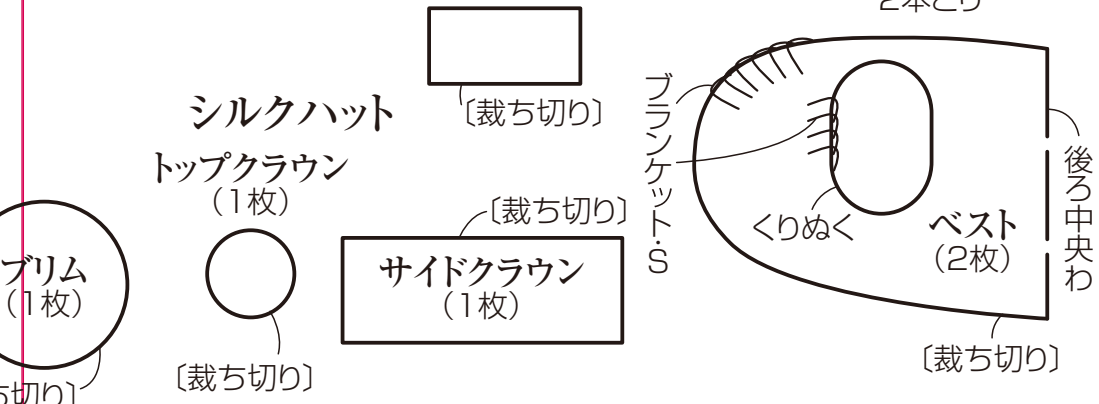 2本どり
〔裁ち切り〕
シルクハット
トップクラウン
（1枚）
ブリム
（1枚）
ち切り〕
〔裁ち切り〕
〔裁ち切り〕
サイドクラウン
（1枚）
ブランケット・S
くりぬく
ベスト
（2枚）
後ろ中央わ
〔裁ち切り〕